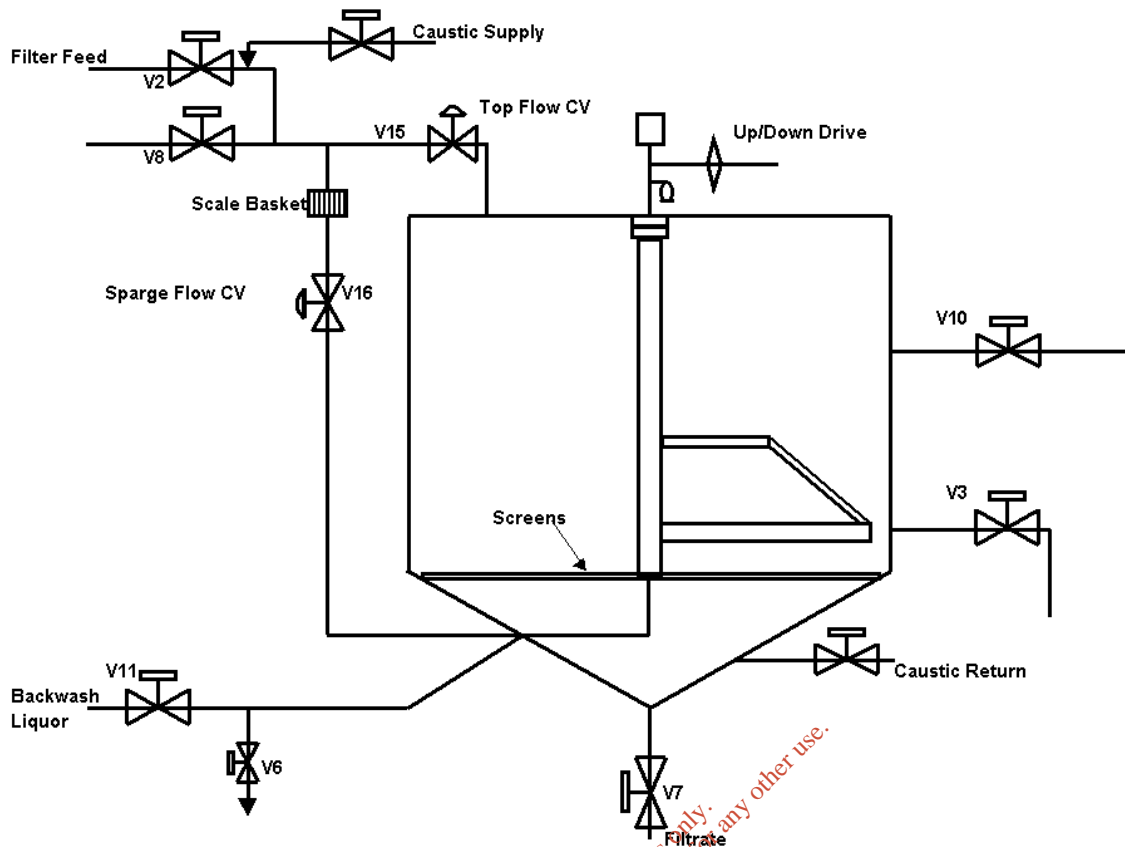 Caustic Supply
Filter Feed
V2
Top Flow CV
V15
V8
Up/Down Drive
Scale Basket
Sparge Flow CV
V16
V10
V3
Screens
V11
Backwash
Liquor
Caustic Return
V6
V7
only.
any other use.
Filtrate